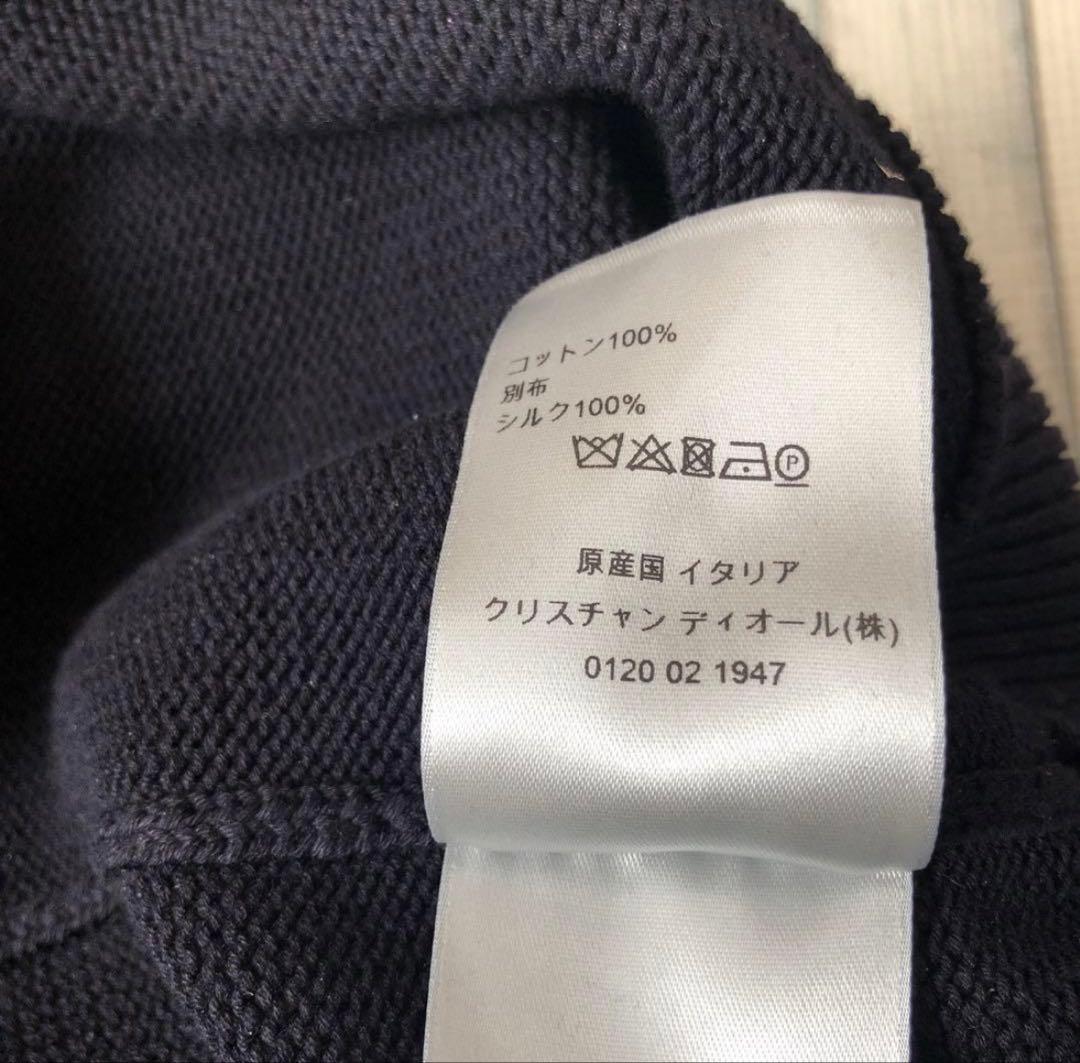 コットン100%
別布
シルク100%
P
原産国 イタリア
クリスチャン ディオール(株)
0120 02 1947